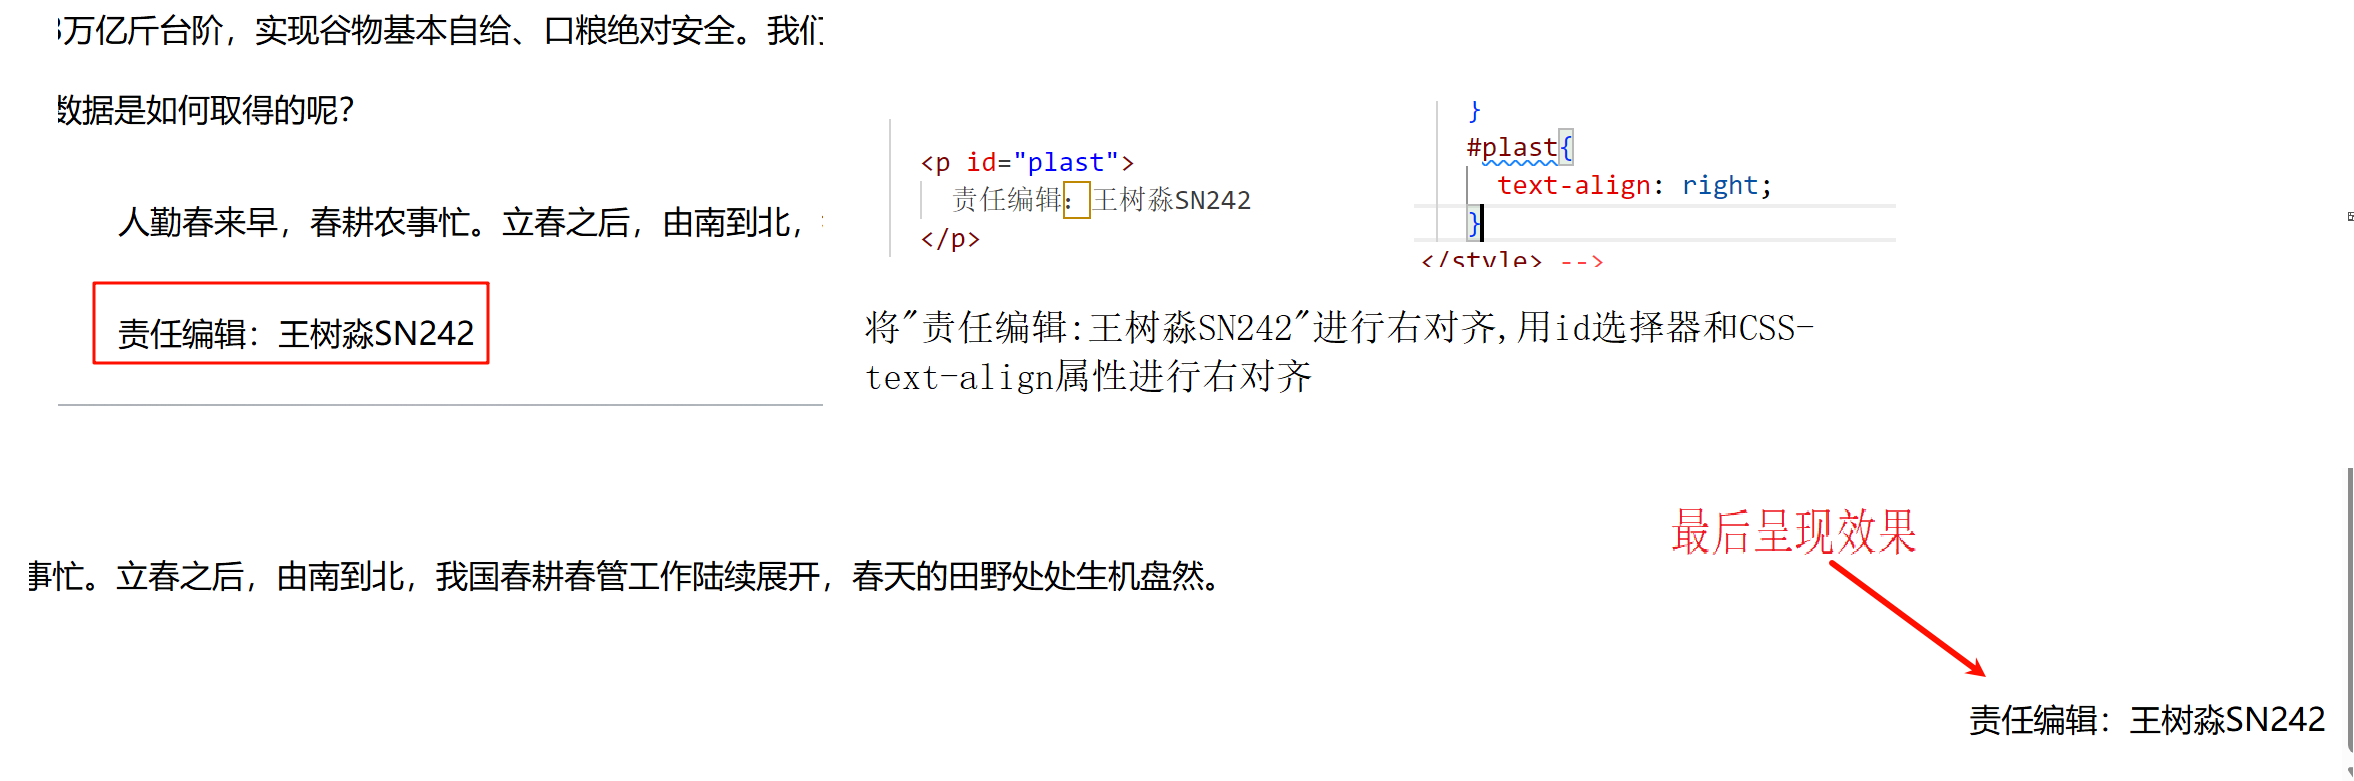 3万亿斤台阶，实现谷物基本自给、口粮绝对安全。我们
数据是如何取得的呢？
人勤春来早，春耕农事忙。立春之后，由南到北，
责任编辑：王树淼SN242
<p id="plast">
责任编辑：王树淼SN242
</p>
}
#plast{
text-align: right;
}
</style> -->
将"责任编辑:王树淼SN242"进行右对齐,用id选择器和CSS-
text-align属性进行右对齐
最后呈现效果
事忙。立春之后，由南到北，我国春耕春管工作陆续展开，春天的田野处处生机盎然。
责任编辑：王树淼SN242